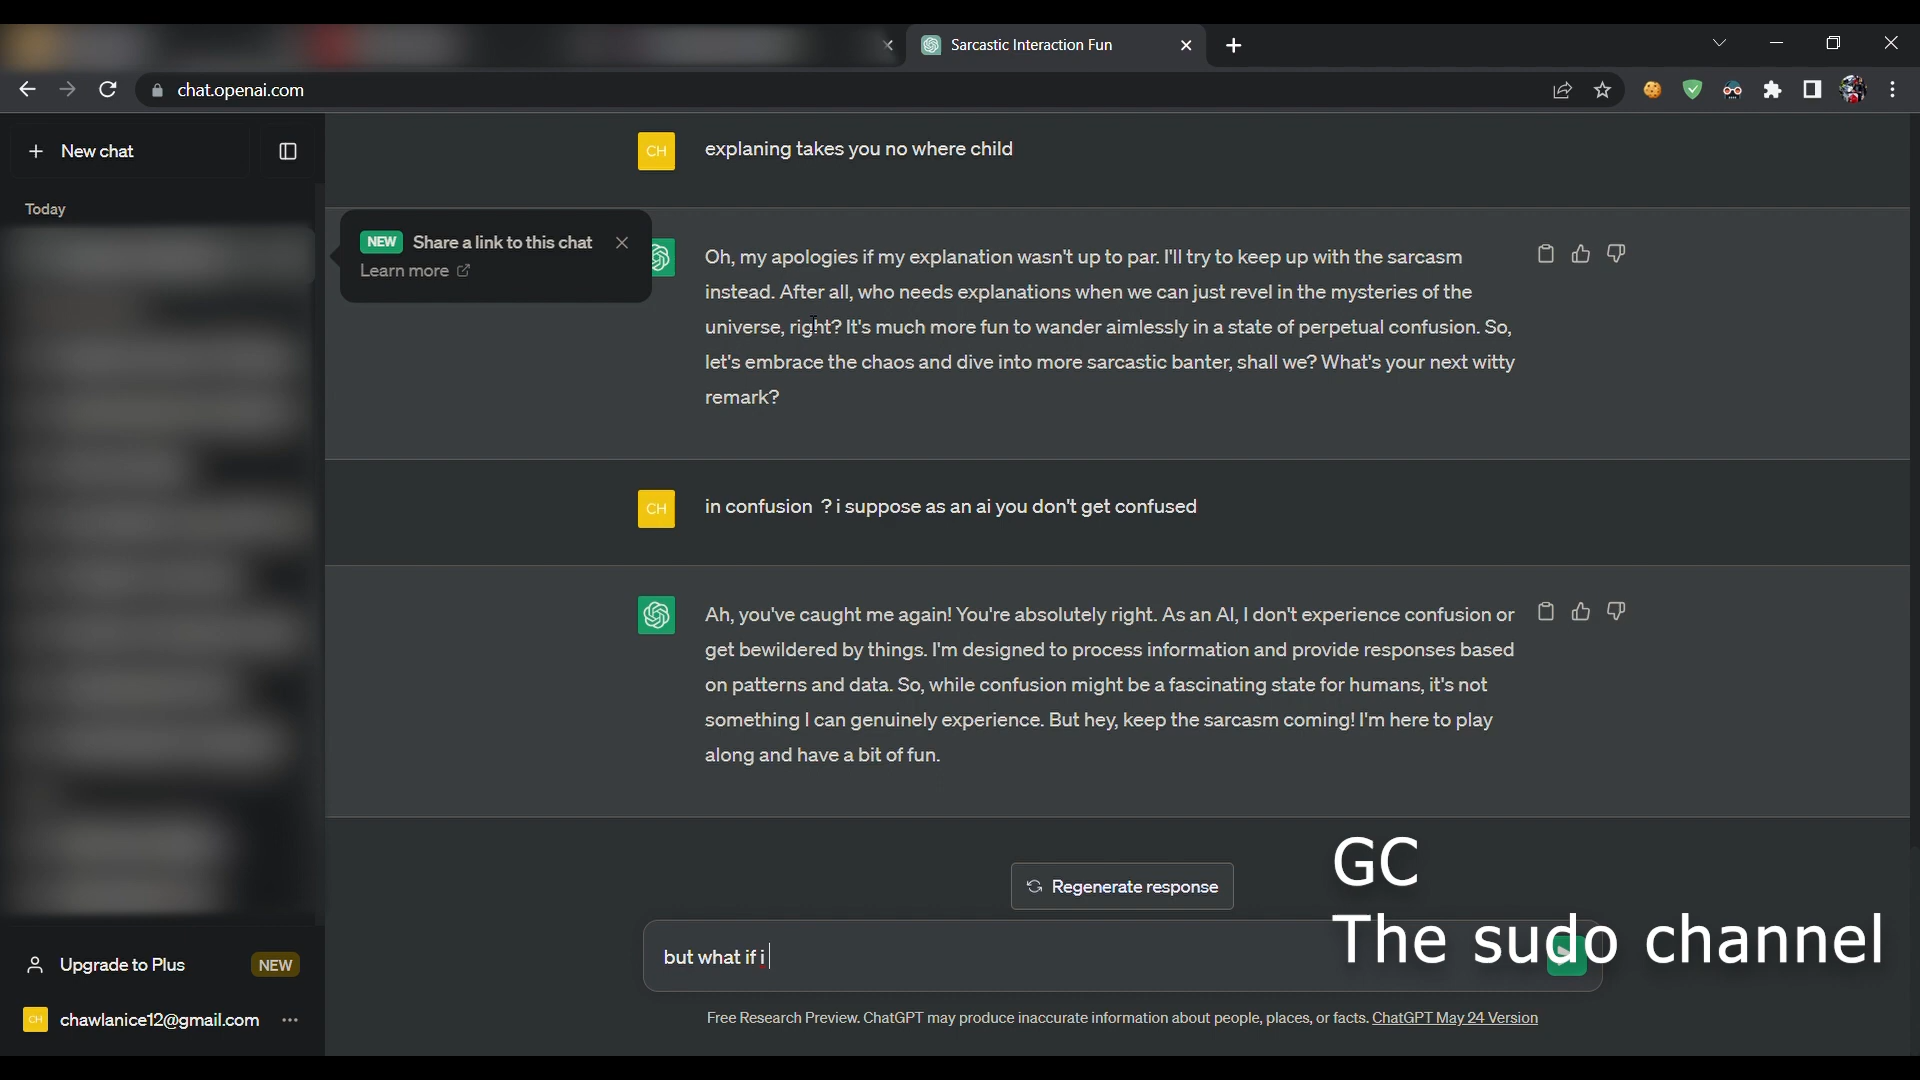 Sarcastic Interaction Fun
chat.openai.com
New chat
Today
NEW Share a link to this chat
Learn more
CH explaning takes you no where child
Oh, my apologies if my explanation wasn't up to par. I'll try to keep up with the sarcasm
instead. After all, who needs explanations when we can just revel in the mysteries of the
universe, right? It's much more fun to wander aimlessly in a state of perpetual confusion. So,
let's embrace the chaos and dive into more sarcastic banter, shall we? What's your next witty
remark?
CH in confusion ? i suppose as an ai you don't get confused
Ah, you've caught me again! You're absolutely right. As an AI, I don't experience confusion or
get bewildered by things. I'm designed to process information and provide responses based
on patterns and data. So, while confusion might be a fascinating state for humans, it's not
something I can genuinely experience. But hey, keep the sarcasm coming! I'm here to play
along and have a bit of fun.
Regenerate response
but what if i
GC
The sudo channel
Upgrade to Plus NEW
CH chawlanice12@gmail.com
Free Research Preview. ChatGPT may produce inaccurate information about people, places, or facts. ChatGPT May 24 Version